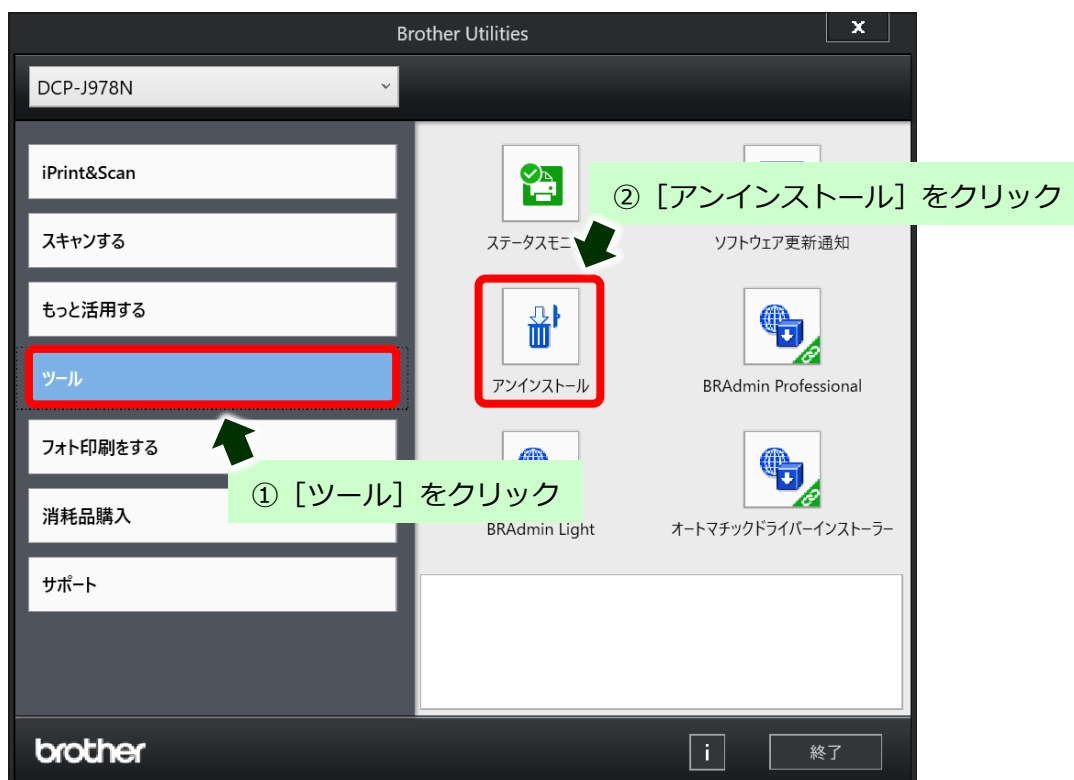 Brother Utilities
x
DCP-J978N
iPrint&Scan
スキャンする
もっと活用する
ツール
フォト印刷をする
消耗品購入
サポート
② [アンインストール] をクリック
ステータスモニ
ソフトウェア更新通知
アンインストール
BRAdmin Professional
① [ツール] をクリック
BRAdmin Light
オートマチックドライバーインストーラー
brother
i
終了